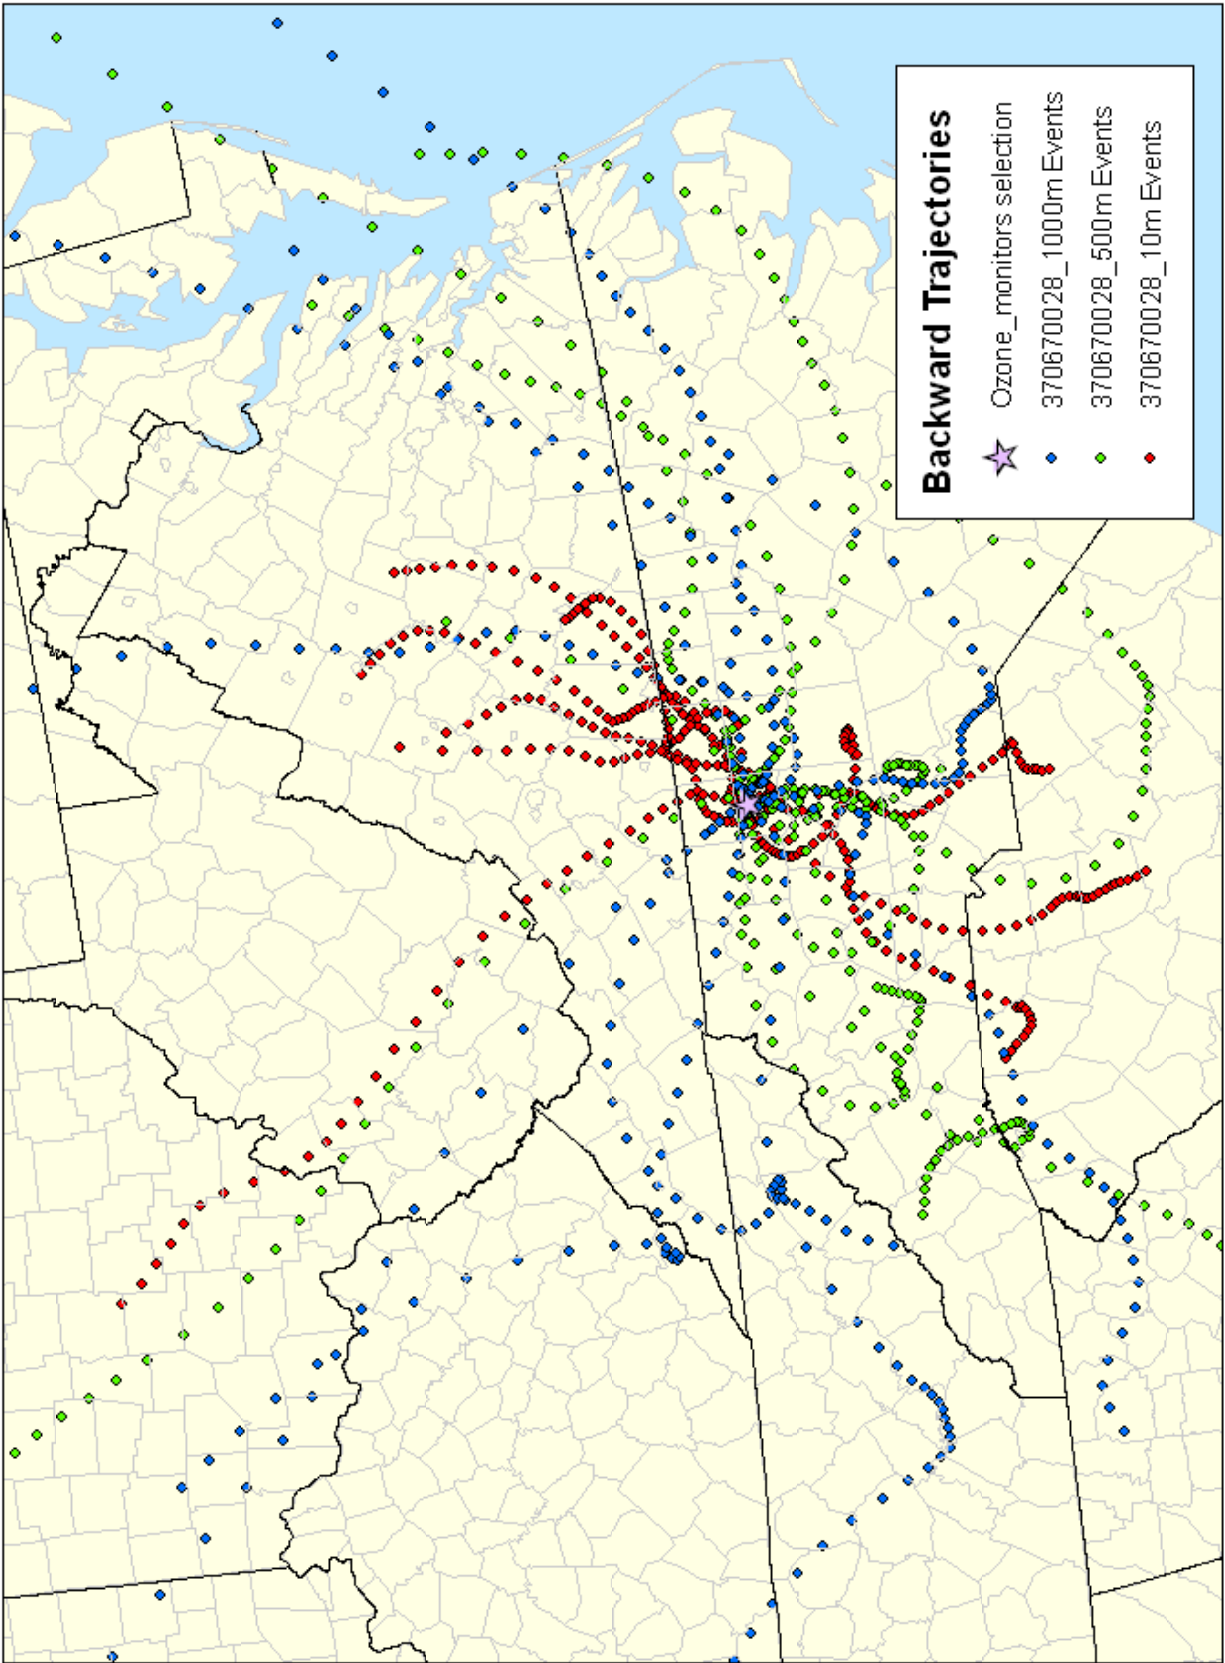 Backward Trajectories
Ozone_monitors selection
370670028_1000m Events
370670028_500m Events
370670028_10m Events